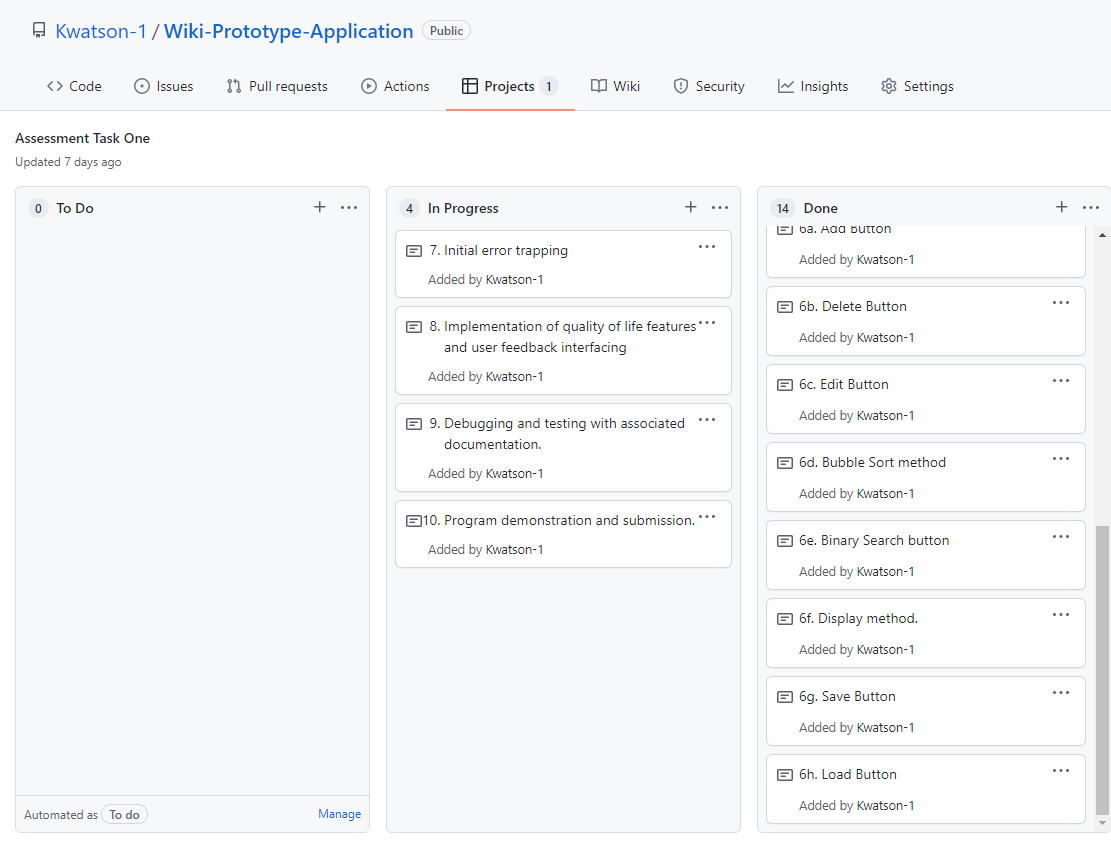 Kwatson-1 / Wiki-Prototype-Application Public
Code Issues Pull requests Actions Projects 1 Wiki Security Insights Settings
Assessment Task One
Updated 7 days ago
0 To Do
Automated as To do Manage
4 In Progress
7. Initial error trapping
Added by Kwatson-1
8. Implementation of quality of life features
and user feedback interfacing
Added by Kwatson-1
9. Debugging and testing with associated
documentation.
Added by Kwatson-1
10. Program demonstration and submission.
Added by Kwatson-1
14 Done
6a. Add Button
Added by Kwatson-1
6b. Delete Button
Added by Kwatson-1
6c. Edit Button
Added by Kwatson-1
6d. Bubble Sort method
Added by Kwatson-1
6e. Binary Search button
Added by Kwatson-1
6f. Display method.
Added by Kwatson-1
6g. Save Button
Added by Kwatson-1
6h. Load Button
Added by Kwatson-1